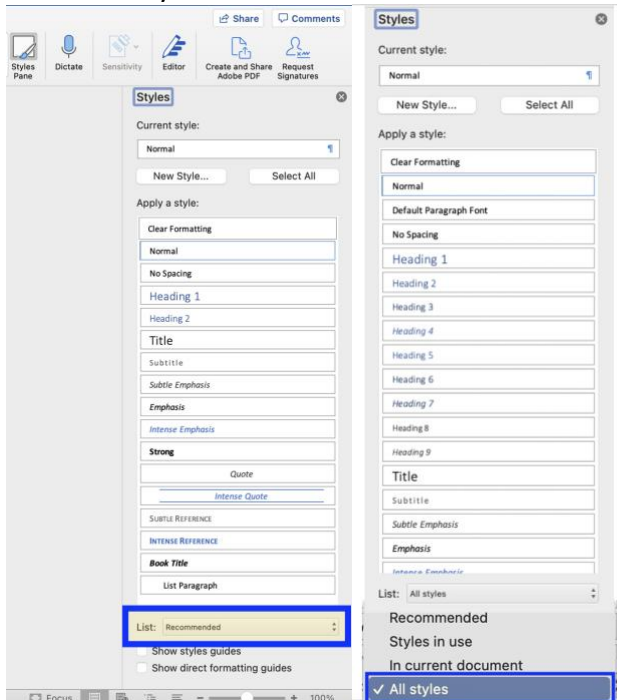 Share Comments
Styles Pane Dictate Sensitivity Editor Create and Share Adobe PDF Request Signatures
Styles
Current style:
Normal ¶
New Style... Select All
Apply a style:
Clear Formatting
Normal
No Spacing
Heading 1
Heading 2
Title
Subtitle
Subtle Emphasis
Emphasis
Intense Emphasis
Strong
Quote
Intense Quote
SUBTLE REFERENCE
INTENSE REFERENCE
Book Title
List Paragraph
List: Recommended
Show styles guides
Show direct formatting guides
Focus 100%
Styles
Current style:
Normal ¶
New Style... Select All
Apply a style:
Clear Formatting
Normal
Default Paragraph Font
No Spacing
Heading 1
Heading 2
Heading 3
Heading 4
Heading 5
Heading 6
Heading 7
Heading 8
Heading 9
Title
Subtitle
Subtle Emphasis
Emphasis
Intense Emphasis
List: All styles
Recommended
Styles in use
In current document
✓ All styles